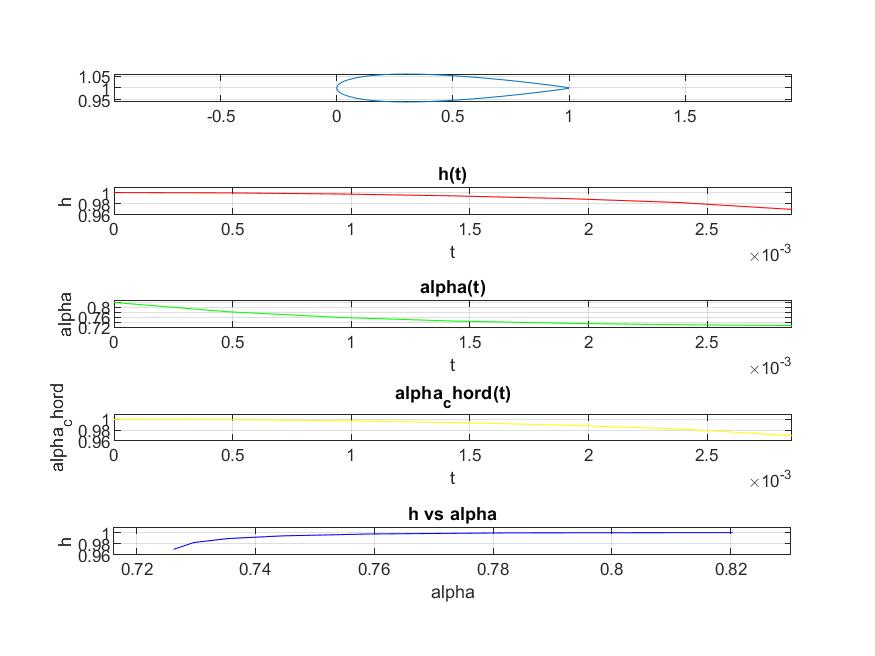 1.05
1
0.95
-0.5 0 0.5 1 1.5
h(t)
h
1
0.98
0.96
0 0.5 1 1.5 2 2.5
t
×10-3
alpha(t)
alpha
0.8
0.76
0.72
0 0.5 1 1.5 2 2.5
t
×10-3
alphachord(t)
alphachord
1
0.98
0.96
0 0.5 1 1.5 2 2.5
t
×10-3
h vs alpha
h
1
0.98
0.96
0.72 0.74 0.76 0.78 0.8 0.82
alpha